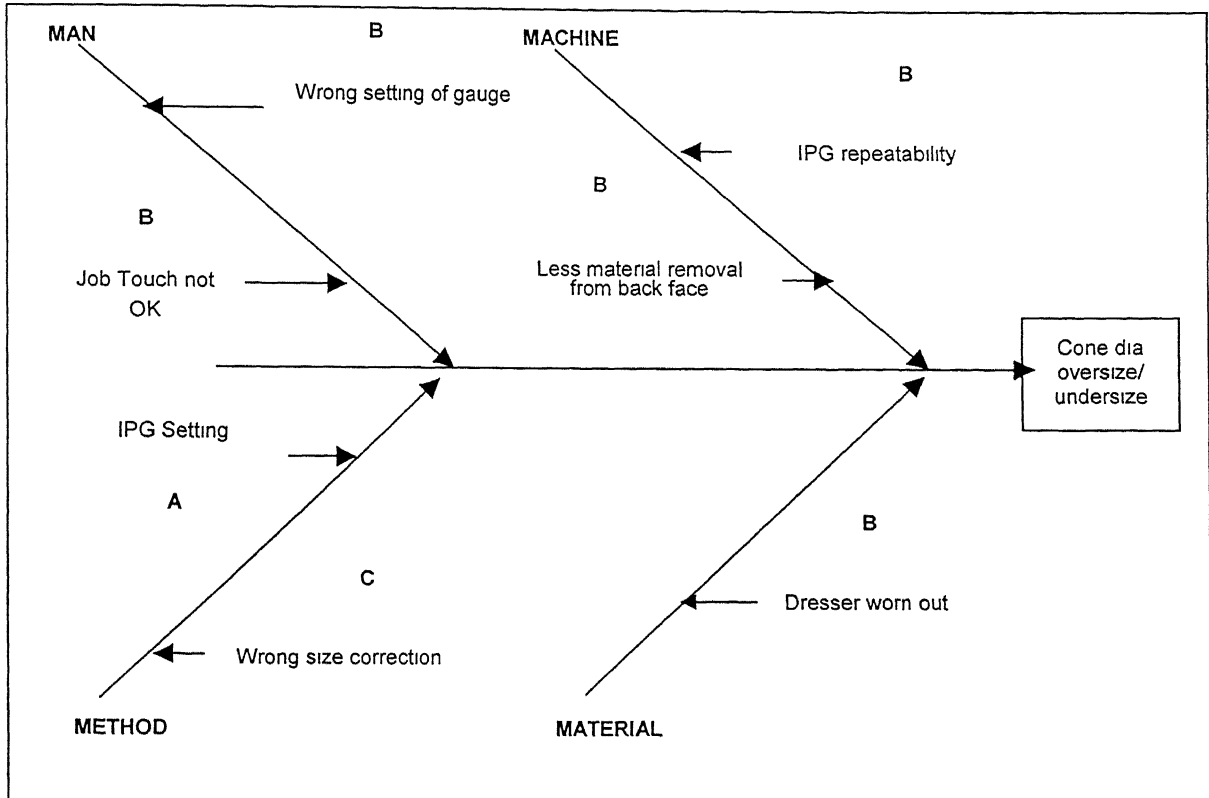 MAN
B
MACHINE
B
Wrong setting of gauge
IPG repeatability
B
B
Job Touch not
OK
Less material removal
from back face
Cone dia
oversize/
undersize
IPG Setting
A
B
C
Dresser worn out
Wrong size correction
METHOD
MATERIAL